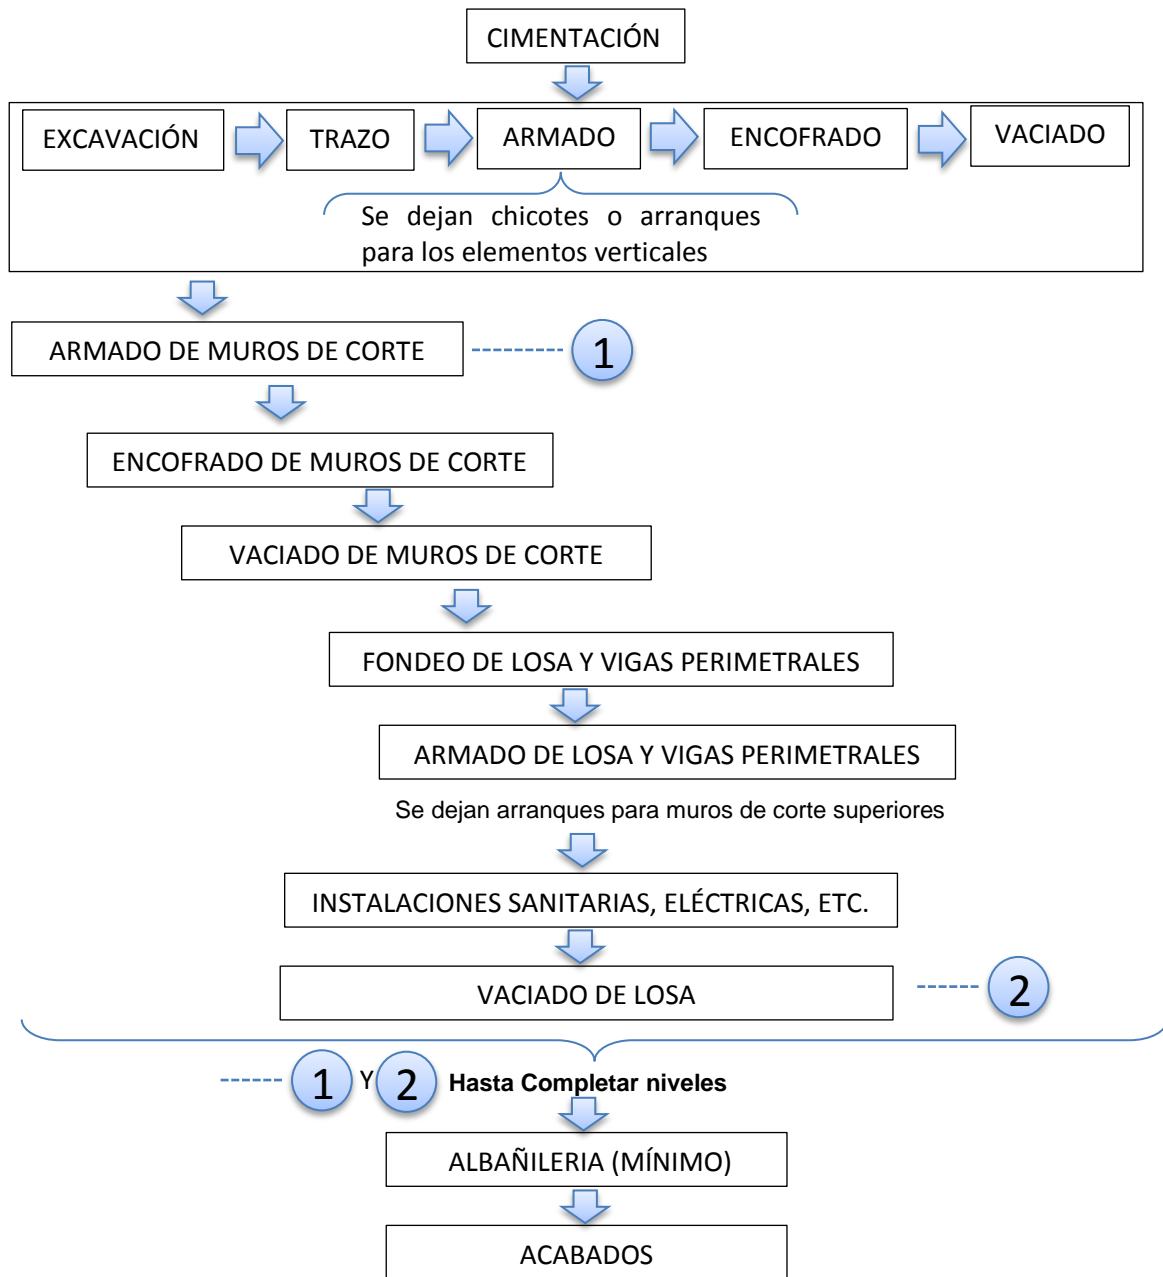 CIMENTACIÓN
EXCAVACIÓN
TRAZO
ARMADO
ENCOFRADO
VACIADO
Se dejan chicotes o arranques
para los elementos verticales
ARMADO DE MUROS DE CORTE
1
ENCOFRADO DE MUROS DE CORTE
VACIADO DE MUROS DE CORTE
FONDEO DE LOSA Y VIGAS PERIMETRALES
ARMADO DE LOSA Y VIGAS PERIMETRALES
Se dejan arranques para muros de corte superiores
INSTALACIONES SANITARIAS, ELÉCTRICAS, ETC.
VACIADO DE LOSA
2
1 Y 2 Hasta Completar niveles
ALBAÑILERIA (MÍNIMO)
ACABADOS